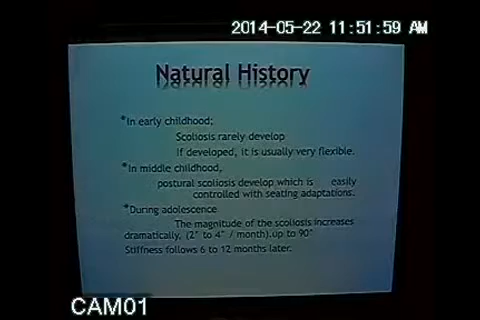 2014-05-22 11:51:59 AM
Natural History
*In early childhood;
Scoliosis rarely develop
If developed, it is usually very flexible.
*In middle childhood,
postural scoliosis develop which is easily
controlled with seating adaptations.
*During adolescence
The magnitude of the scoliosis increases
dramatically, (2° to 4° / month).up to 90°
Stiffness follows 6 to 12 months later.
CAM01